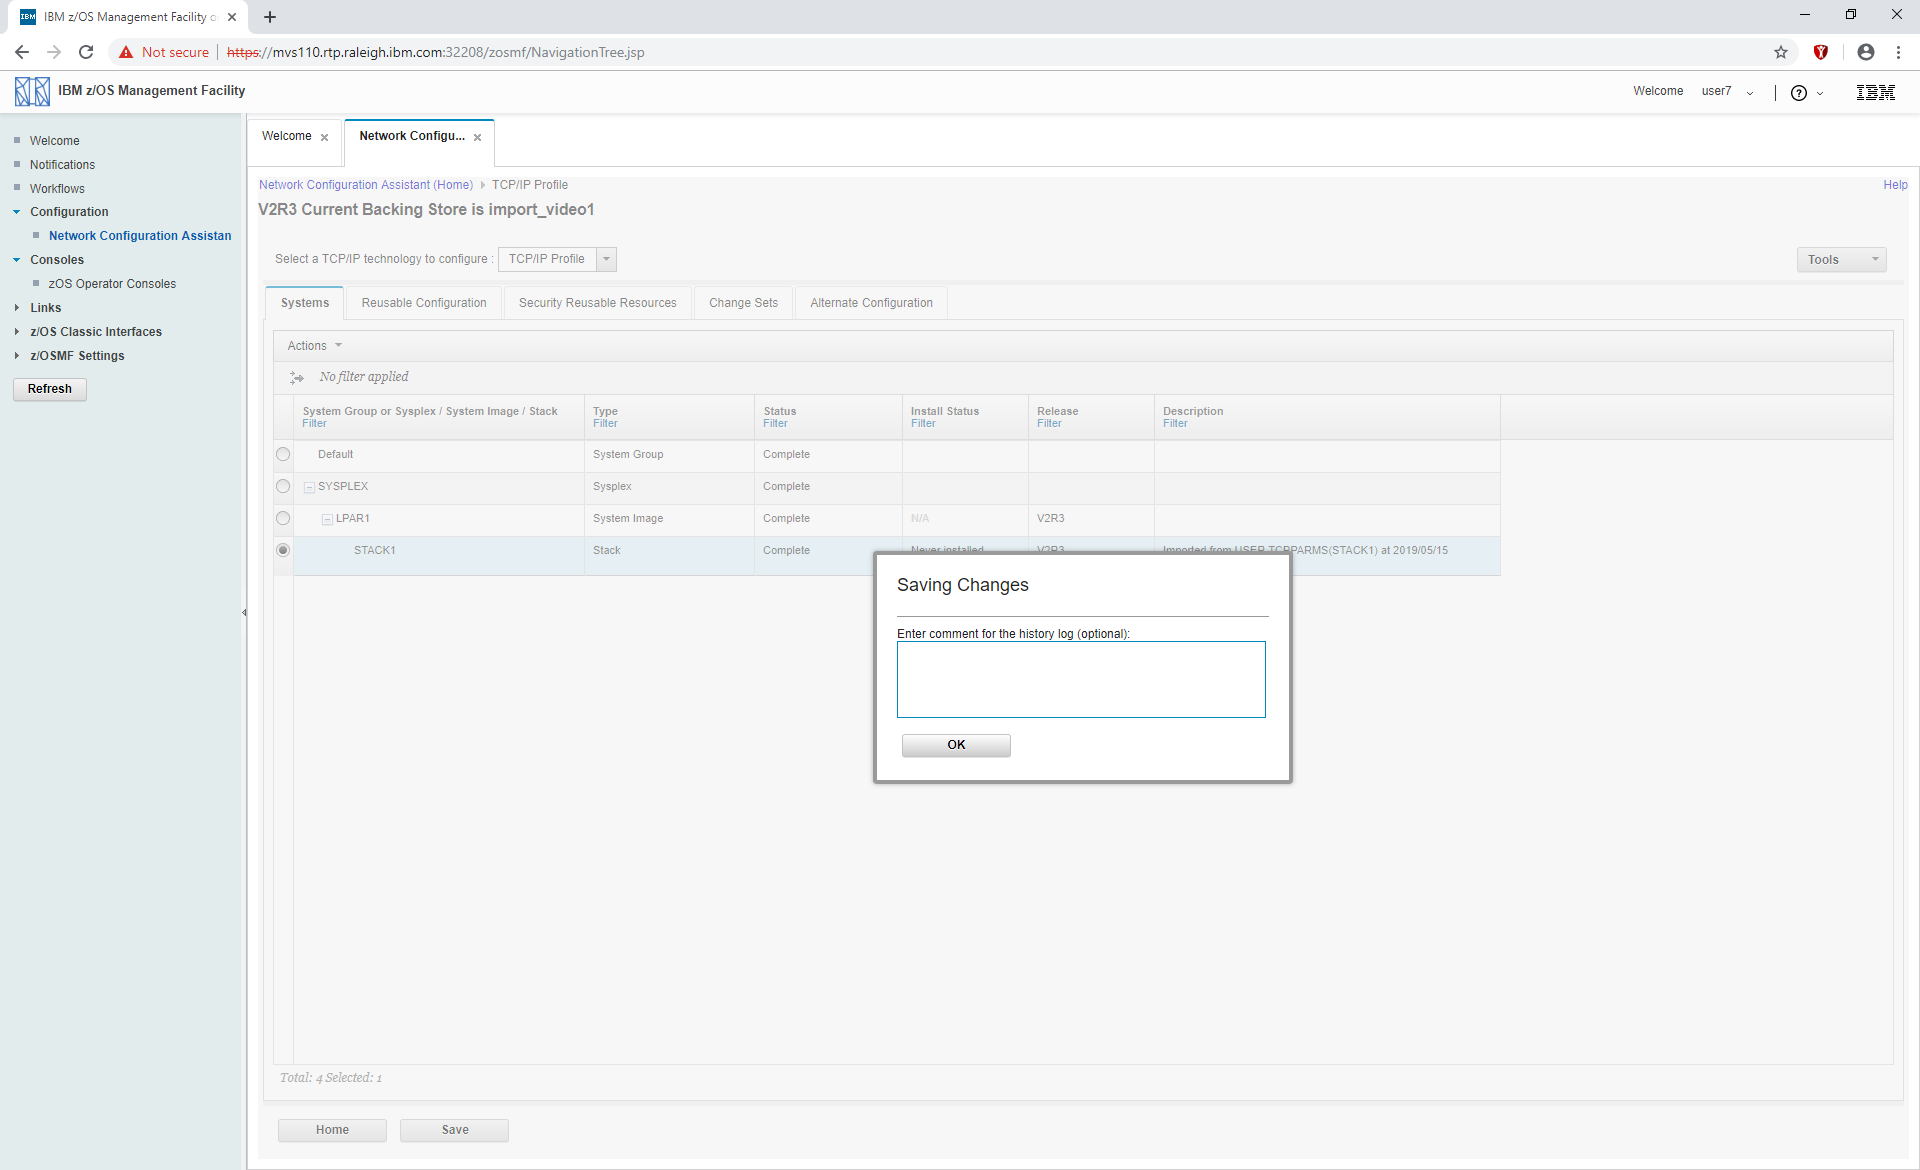 IBM
IBM z/OS Management Facility o
Not secure
https://mvs110.rtp.raleigh.ibm.com:32208/zosmf/NavigationTree.jsp
IBM z/OS Management Facility
Welcome user7
?
IBM
Welcome
Notifications
Workflows
Configuration
Network Configuration Assistan
Consoles
zOS Operator Consoles
Links
z/OS Classic Interfaces
z/OSMF Settings
Refresh
Welcome
Network Configu...
Network Configuration Assistant (Home) TCP/IP Profile
Help
V2R3 Current Backing Store is import_video1
Select a TCP/IP technology to configure : TCP/IP Profile
Tools
Systems Reusable Configuration Security Reusable Resources Change Sets Alternate Configuration
Actions
No filter applied
System Group or Sysplex / System Image / Stack Type Status Install Status Release Description
Filter Filter Filter Filter Filter Filter
Default System Group Complete
SYSPLEX Sysplex Complete
LPAR1 System Image Complete N/A V2R3
STACK1 Stack Complete Never installed V2R3 Imported from USER.TCPPARMS(STACK1) at 2019/05/15
Saving Changes
Enter comment for the history log (optional):
OK
Total: 4 Selected: 1
Home Save